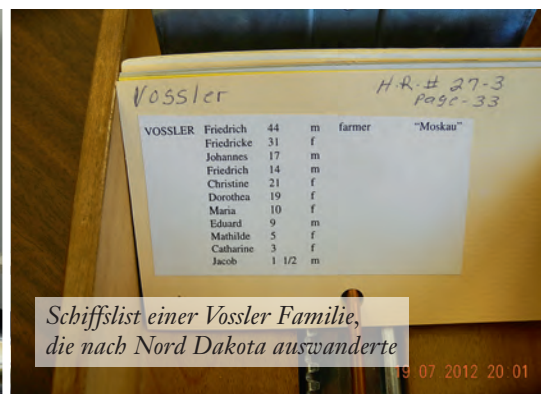 Vossler H.R.# 27-3
Page-33
VOSSLER Friedrich 44 m farmer "Moskau"
Friedricke 31 f
Johannes 17 m
Friedrich 14 m
Christine 21 f
Dorothea 19 f
Maria 10 f
Eduard 9 m
Mathilde 5 f
Catharine 3 f
Jacob 1 1/2 m
Schiffslist einer Vossler Familie,
die nach Nord Dakota auswanderte
19 07 2012 20:01